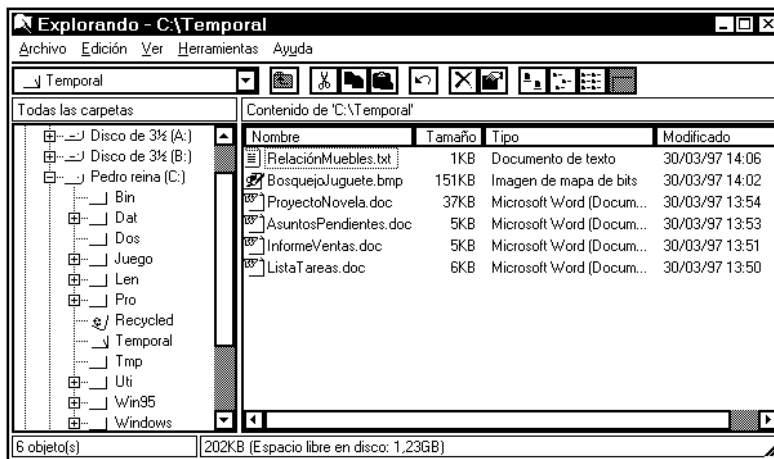 Explorando - C:\Temporal
Archivo Edición Ver Herramientas Ayuda
Temporal
Todas las carpetas Contenido de 'C:\Temporal'
Disco de 3½ (A:)
Disco de 3½ (B:)
Pedro reina (C:)
Bin
Dat
Dos
Juego
Len
Pro
Recycled
Temporal
Tmp
Uti
Win95
Windows
Nombre Tamaño Tipo Modificado
RelaciónMuebles.txt 1KB Documento de texto 30/03/97 14:06
BosquejoJuguete.bmp 151KB Imagen de mapa de bits 30/03/97 14:02
ProyectoNovela.doc 37KB Microsoft Word (Docum... 30/03/97 13:54
AsuntosPendientes.doc 5KB Microsoft Word (Docum... 30/03/97 13:53
InformeVentas.doc 5KB Microsoft Word (Docum... 30/03/97 13:51
ListaTareas.doc 6KB Microsoft Word (Docum... 30/03/97 13:50
6 objeto(s) 202KB (Espacio libre en disco: 1,23GB)